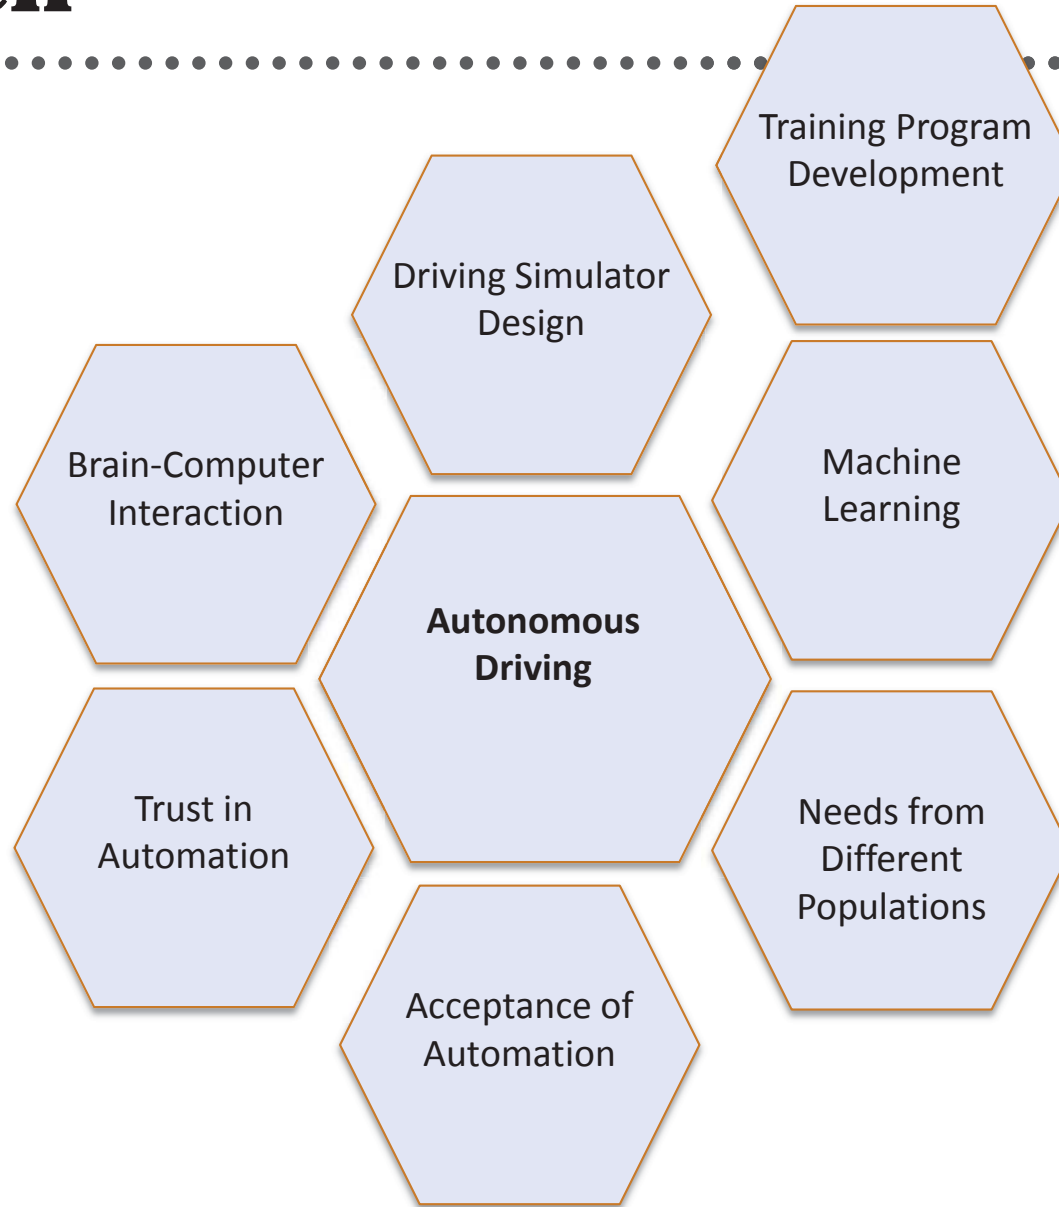 Training Program
Development
Driving Simulator
Design
Brain-Computer
Interaction
Machine
Learning
Autonomous
Driving
Trust in
Automation
Needs from
Different
Populations
Acceptance of
Automation